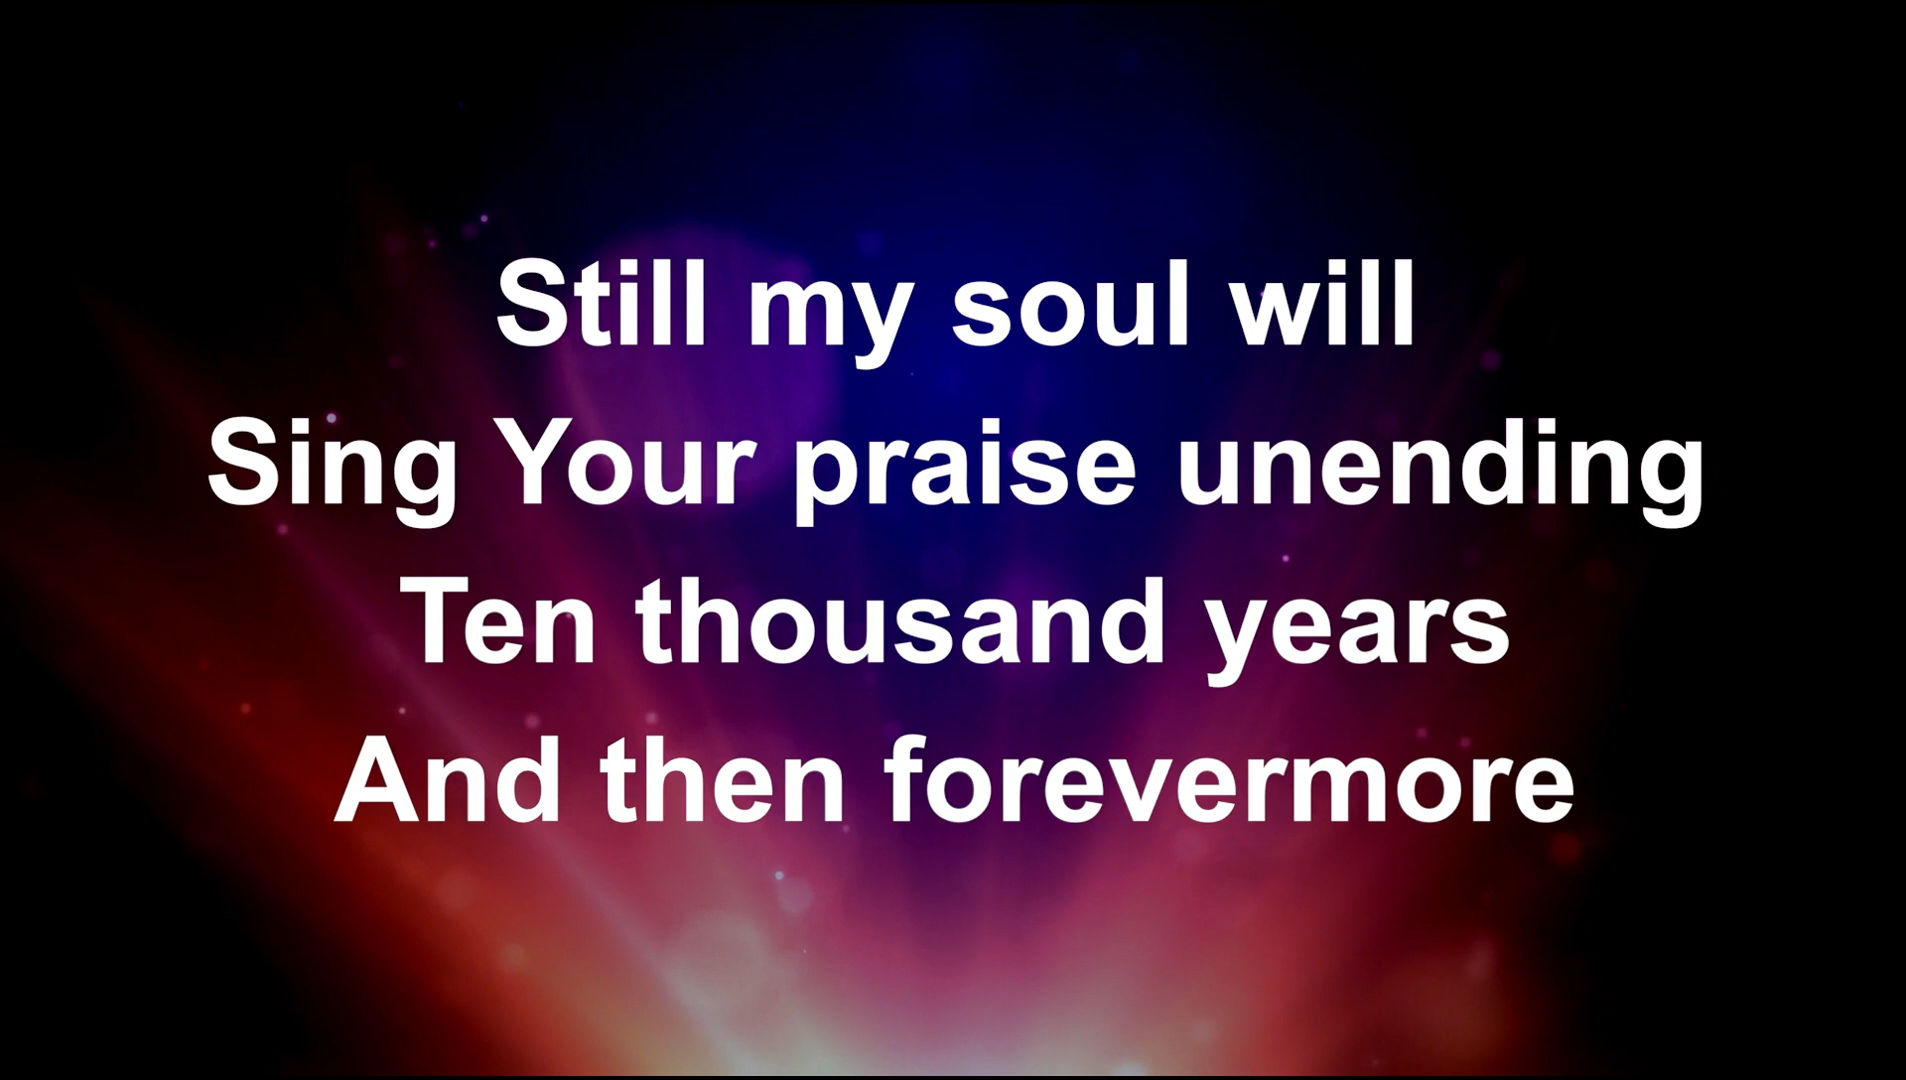 Still my soul will
Sing Your praise unending
Ten thousand years
And then forevermore